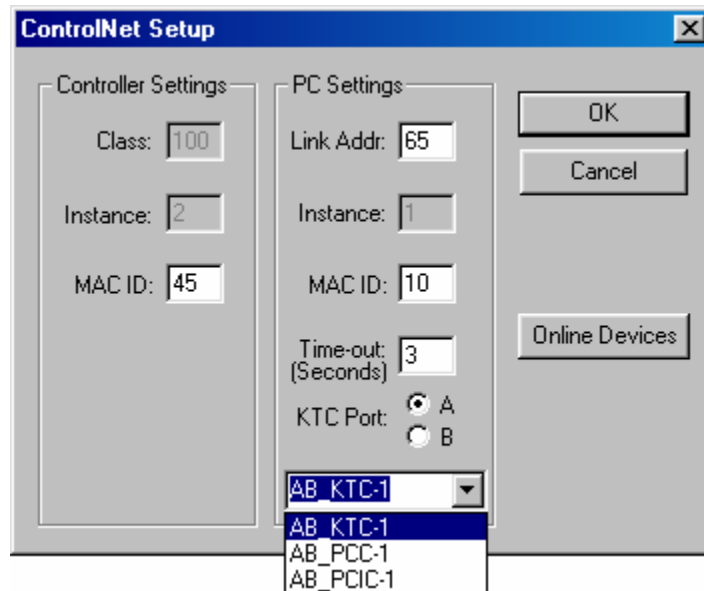 ControlNet Setup
Controller Settings
Class: 100
Instance: 2
MAC ID: 45
PC Settings
Link Addr: 65
Instance: 1
MAC ID: 10
Time-out: 3
(Seconds)
KTC Port: A
B
AB_KTC-1
AB_KTC-1
AB_PCC-1
AB_PCIC-1
OK
Cancel
Online Devices